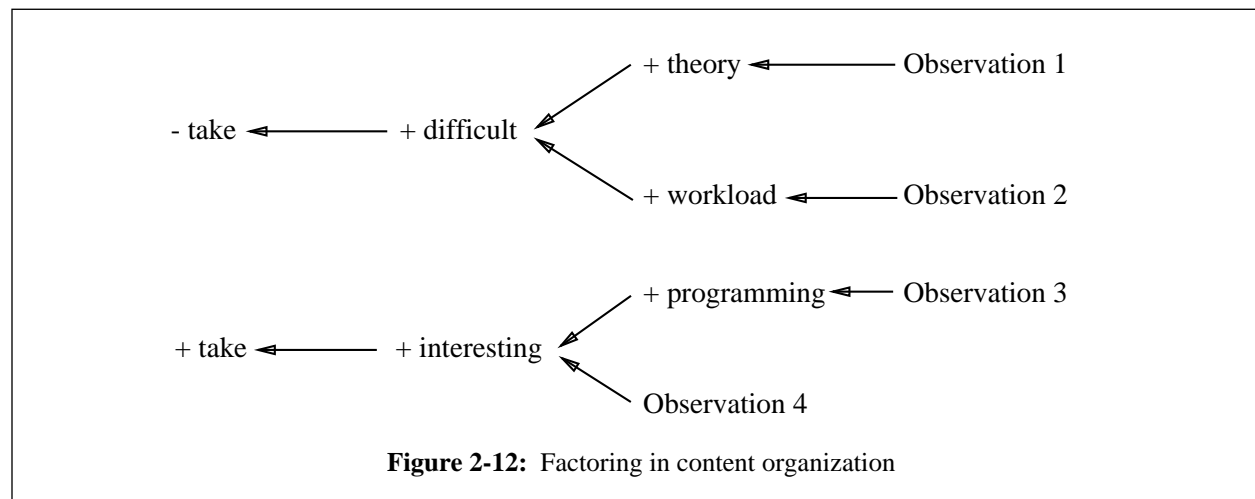 + theory Observation 1
- take + difficult
+ workload Observation 2
+ programming Observation 3
+ take + interesting
Observation 4
Figure 2-12: Factoring in content organization